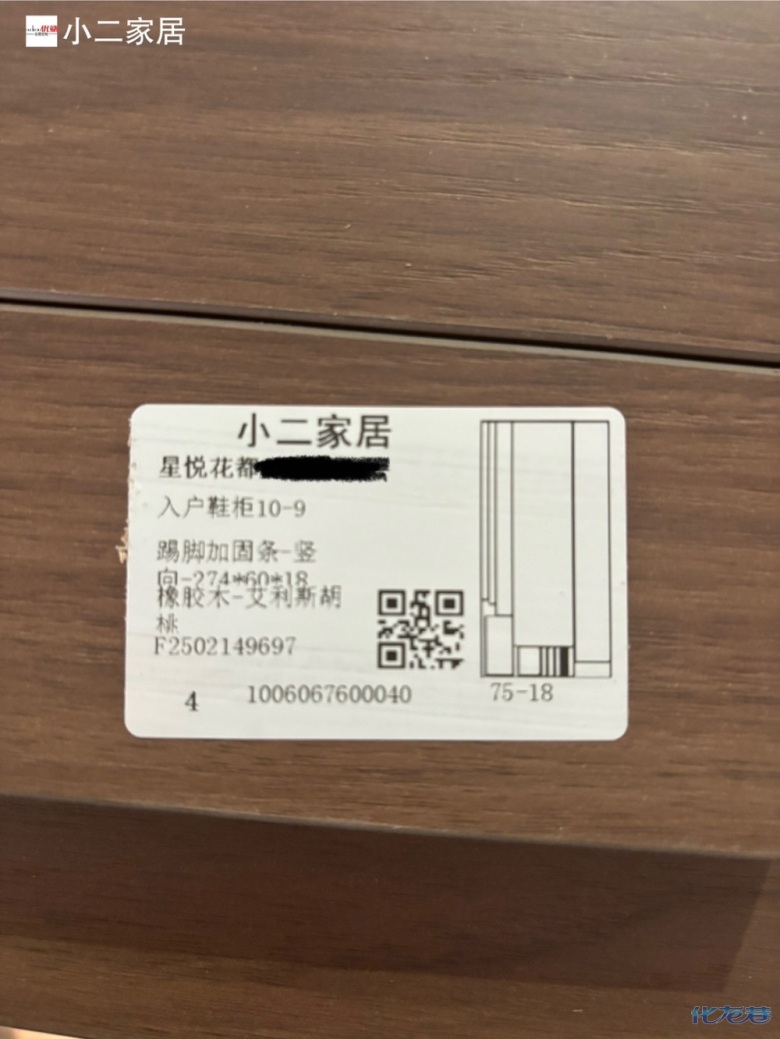 小二家居
小二家居
星悦花都
入户鞋柜10-9
踢脚加固条-竖
向-274*60*18
橡胶木-艾利斯胡
桃
F2502149697
4 1006067600040 75-18
化龙巷